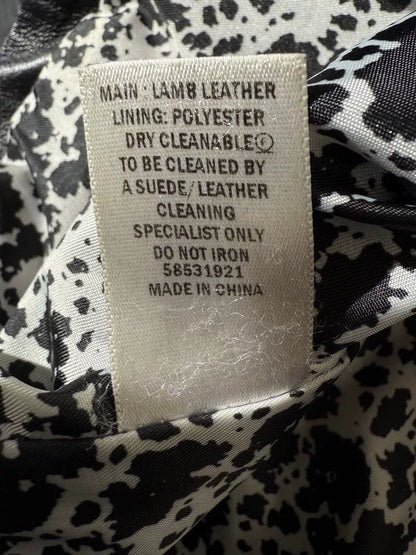 MAIN: LAMB LEATHER
LINING: POLYESTER
DRY CLEANABLE Ⓕ
TO BE CLEANED BY
A SUEDE/LEATHER
CLEANING
SPECIALIST ONLY
DO NOT IRON
58531921
MADE IN CHINA